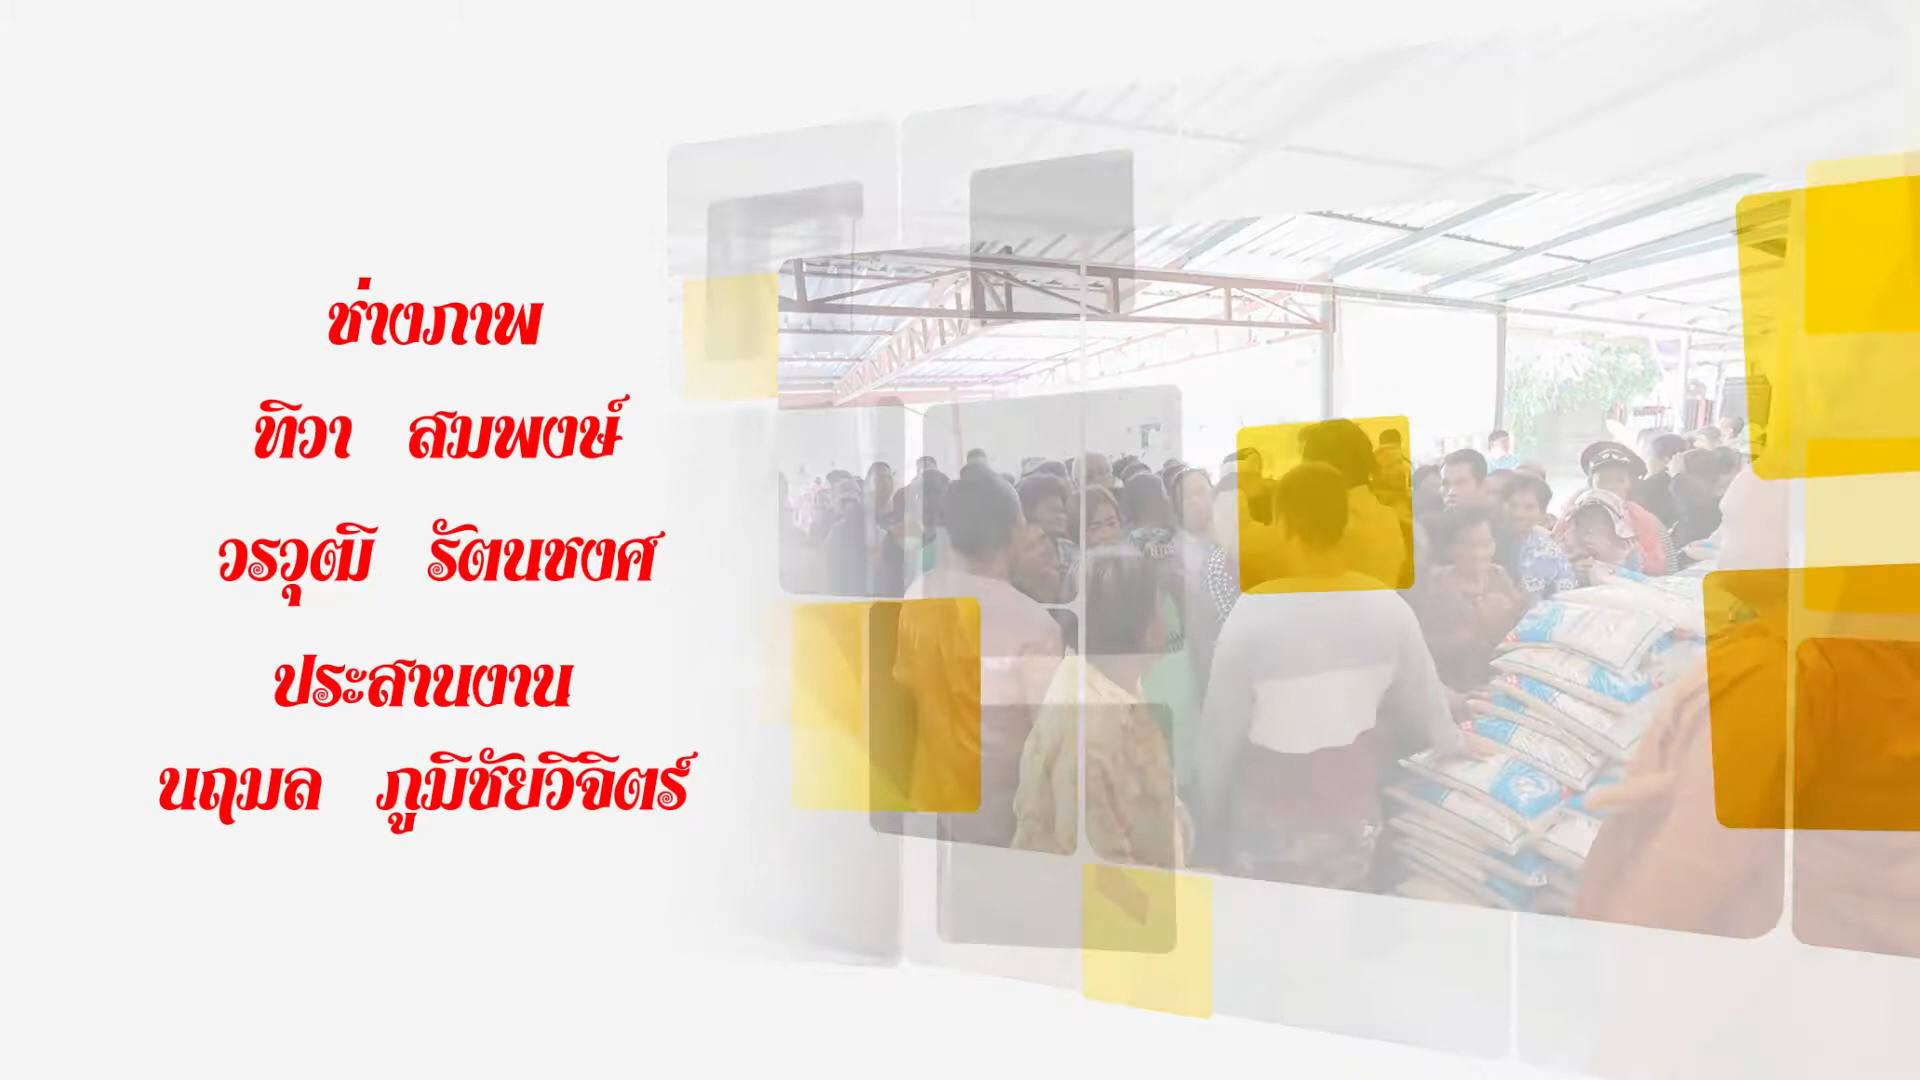 ช่างภาพ
ทิวา สมพงษ์
วรวุฒิ รัตนชงศ
ประสานงาน
นฤมล ภูมิชัยวิจิตร์